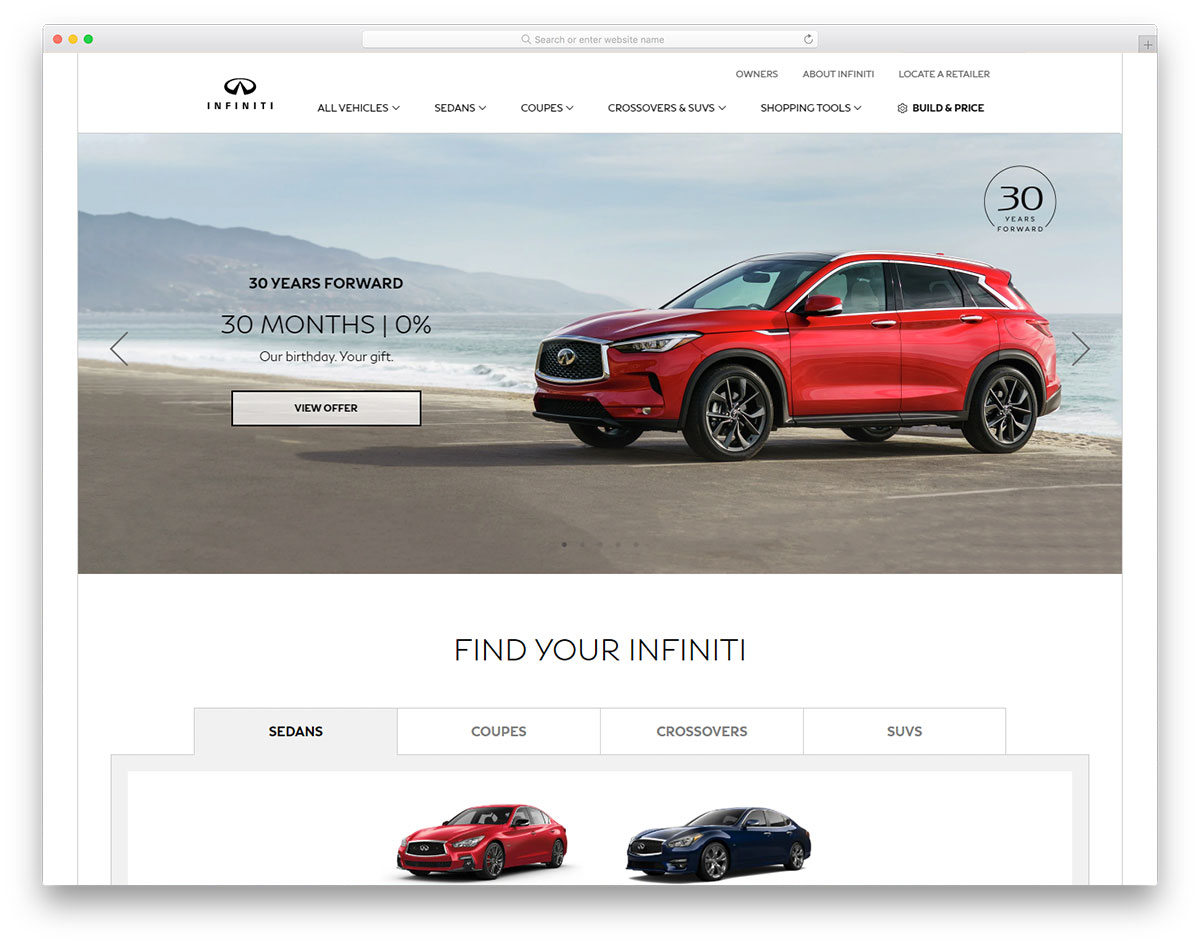 Search or enter website name
OWNERS ABOUT INFINITI LOCATE A RETAILER
INFINITI
ALL VEHICLES SEDANS COUPES CROSSOVERS & SUVS SHOPPING TOOLS BUILD & PRICE
30
YEARS
FORWARD
30 YEARS FORWARD
30 MONTHS | 0%
Our birthday. Your gift.
VIEW OFFER
FIND YOUR INFINITI
SEDANS COUPES CROSSOVERS SUVS